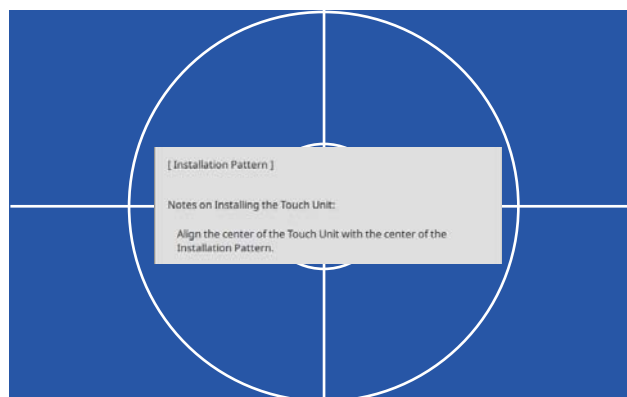 [ Installation Pattern ]
Notes on Installing the Touch Unit:
Align the center of the Touch Unit with the center of the
Installation Pattern.